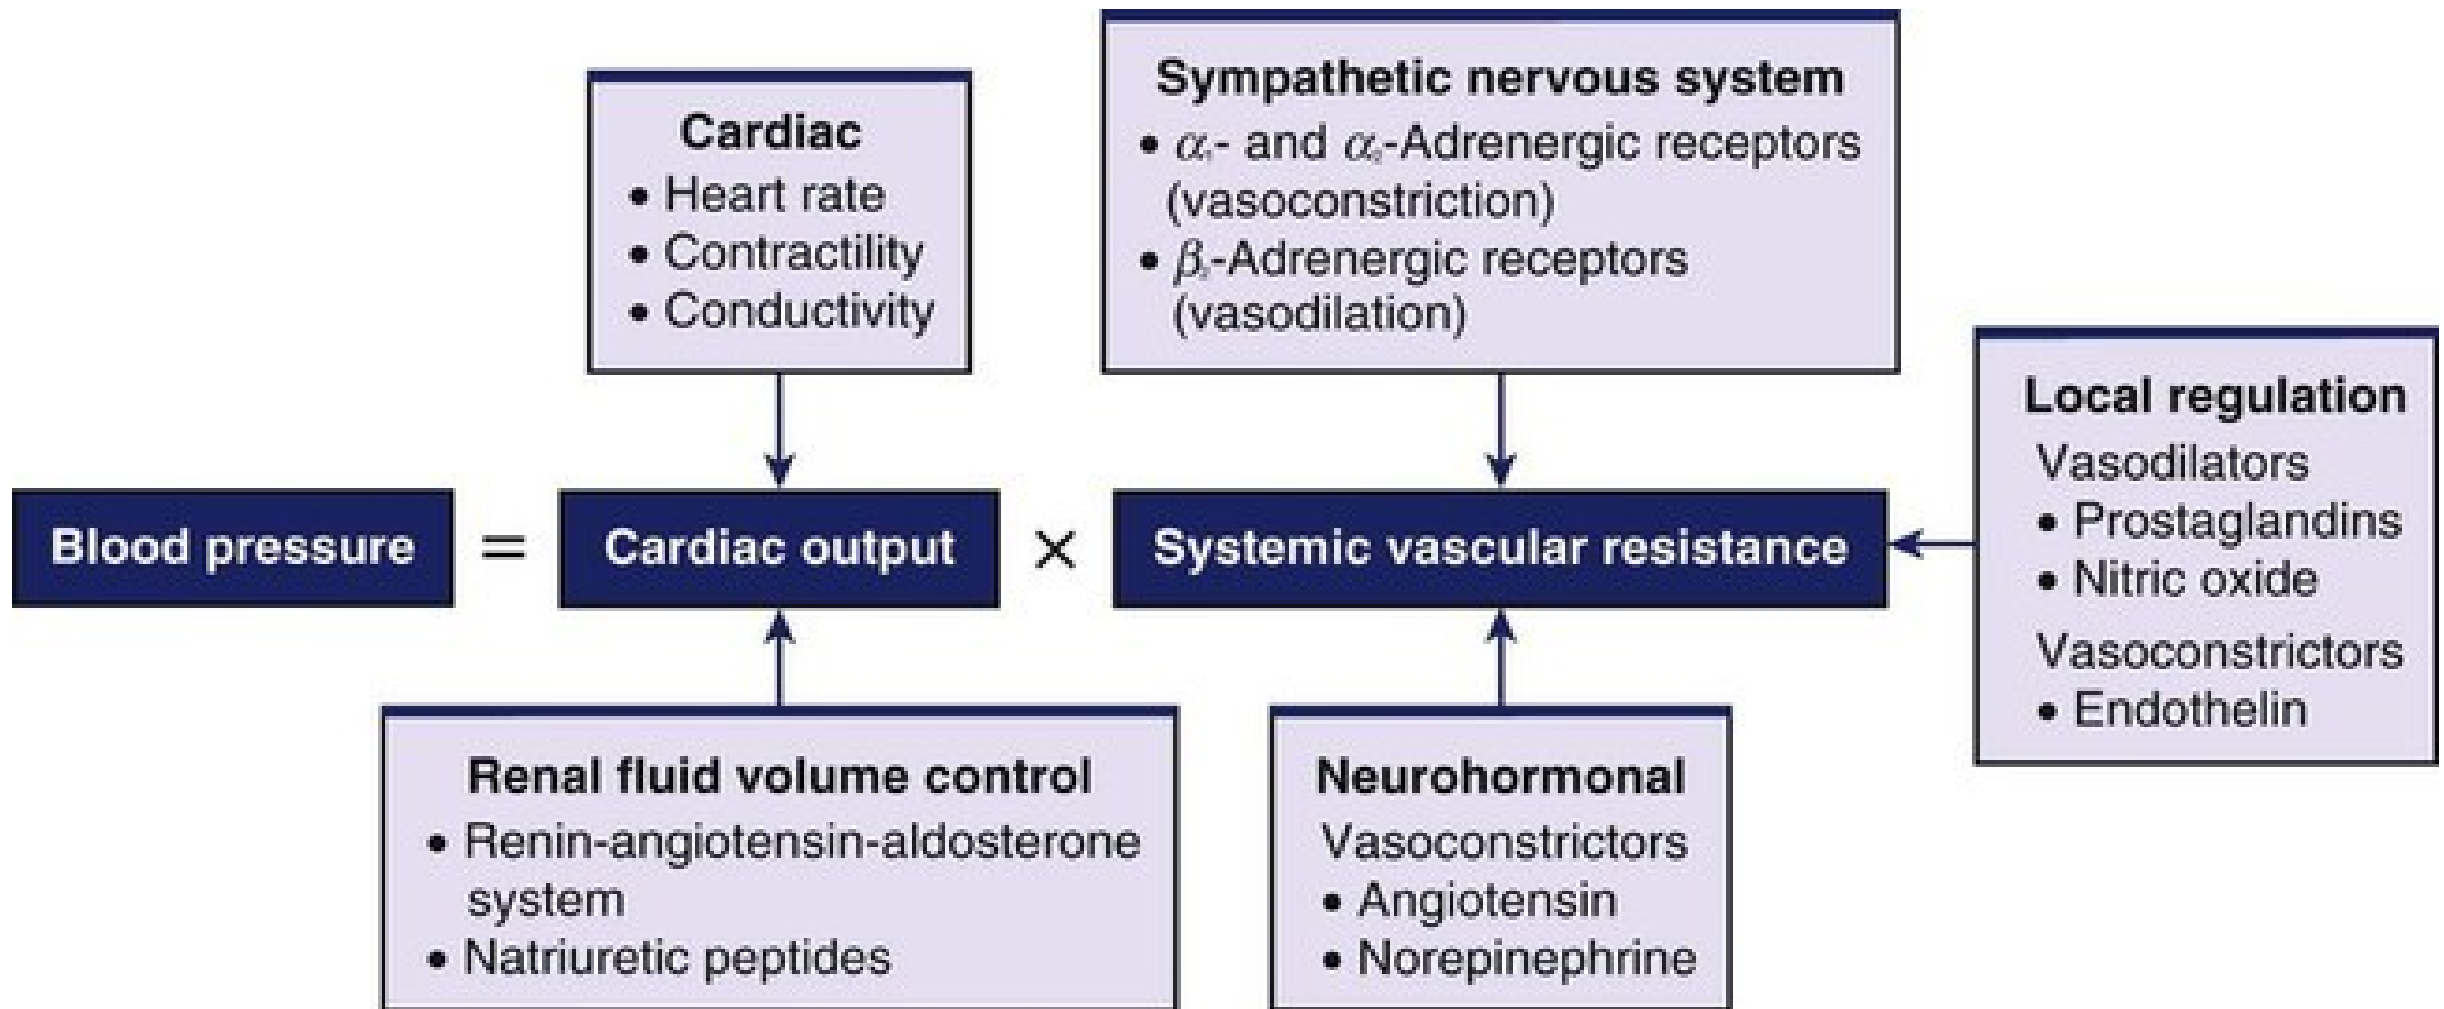 Cardiac
• Heart rate
• Contractility
• Conductivity
Sympathetic nervous system
• α₁- and α₂-Adrenergic receptors
(vasoconstriction)
• β₂-Adrenergic receptors
(vasodilation)
Local regulation
Vasodilators
• Prostaglandins
• Nitric oxide
Vasoconstrictors
• Endothelin
Blood pressure = Cardiac output × Systemic vascular resistance
Renal fluid volume control
• Renin-angiotensin-aldosterone
system
• Natriuretic peptides
Neurohormonal
Vasoconstrictors
• Angiotensin
• Norepinephrine